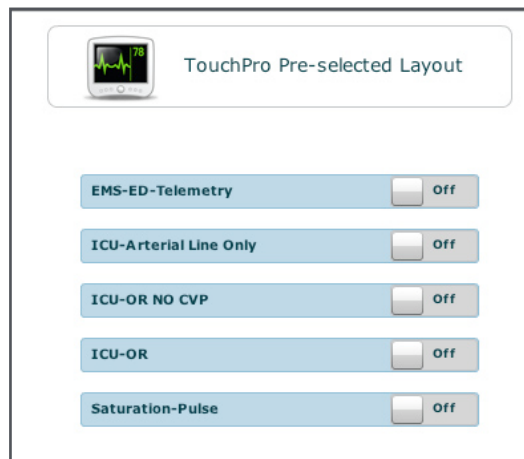 78
TouchPro Pre-selected Layout
EMS-ED-Telemetry Off
ICU-Arterial Line Only Off
ICU-OR NO CVP Off
ICU-OR Off
Saturation-Pulse Off